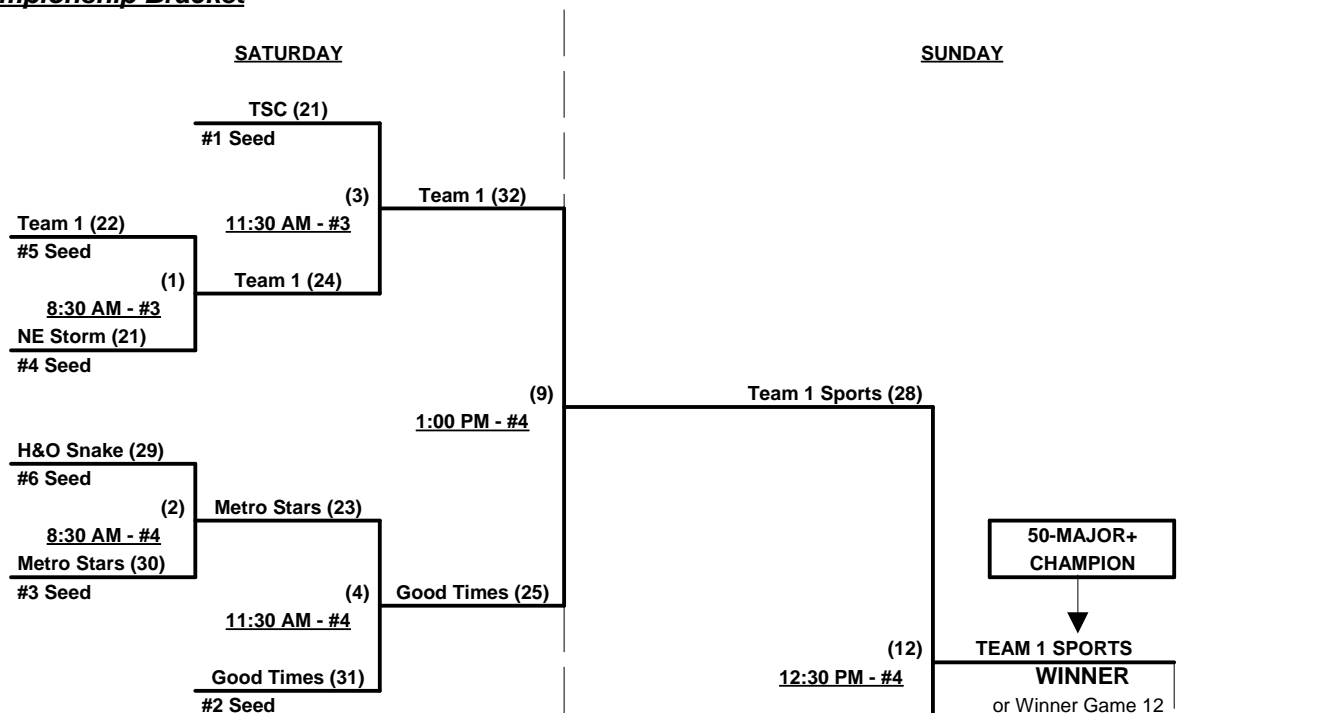 SATURDAY
SUNDAY
TSC (21)
#1 Seed
(3)
Team 1 (32)
11:30 AM - #3
Team 1 (22)
#5 Seed
(1)
Team 1 (24)
8:30 AM - #3
NE Storm (21)
#4 Seed
(9)
Team 1 Sports (28)
1:00 PM - #4
H&O Snake (29)
#6 Seed
(2)
Metro Stars (23)
8:30 AM - #4
Metro Stars (30)
#3 Seed
50-MAJOR+
CHAMPION
(4)
Good Times (25)
11:30 AM - #4
Good Times (31)
#2 Seed
(12)
TEAM 1 SPORTS
12:30 PM - #4
WINNER
or Winner Game 12